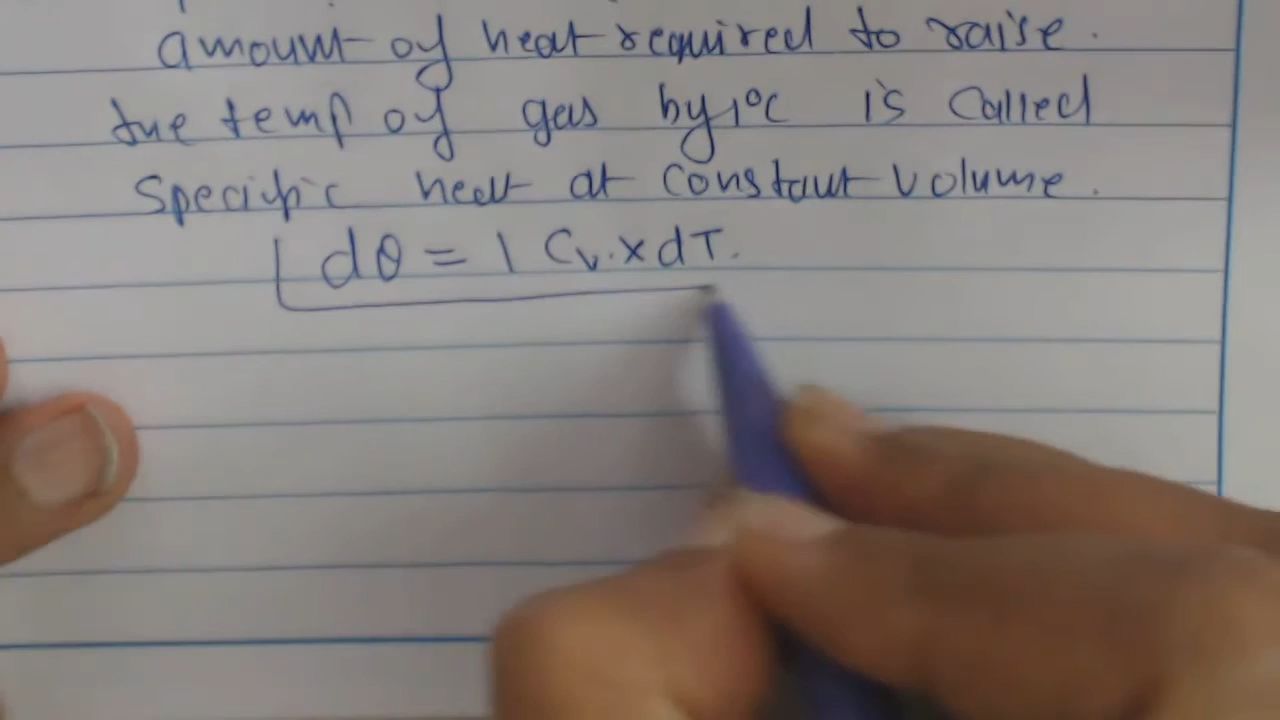 amount of heat required to raise.
the temp of gas by 1°C is called
specific heat at constant volume.
dθ = 1 Cv. x dT.